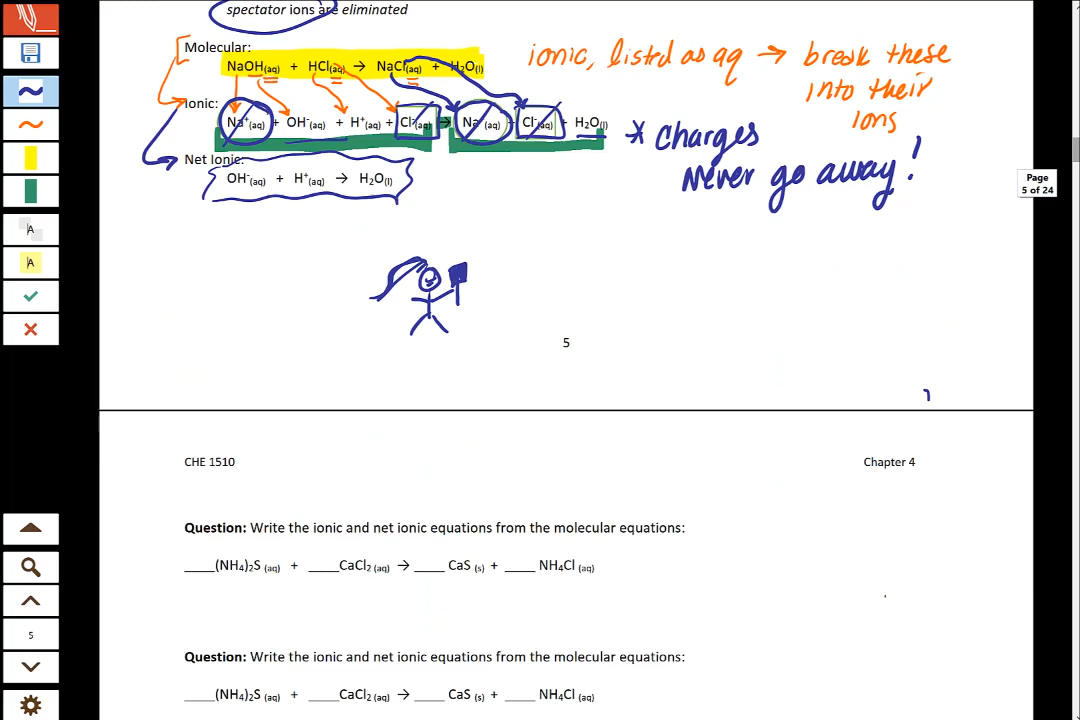 spectator ions are eliminated
Molecular:
NaOH(aq) + HCl(aq) → NaCl(aq) + H2O(l)
ionic, listed as aq → break these
into their
ions
Ionic:
Na+(aq) + OH-(aq) + H+(aq) + Cl-(aq) → Na+(aq) + Cl-(aq) + H2O(l)
* Charges
never go away!
Net Ionic:
OH-(aq) + H+(aq) → H2O(l)
Page
5 of 24
5
CHE 1510 Chapter 4
Question: Write the ionic and net ionic equations from the molecular equations:
____(NH4)2S (aq) + ____CaCl2 (aq) → ____ CaS (s) + ____ NH4Cl (aq)
Question: Write the ionic and net ionic equations from the molecular equations:
____(NH4)2S (aq) + ____CaCl2 (aq) → ____ CaS (s) + ____ NH4Cl (aq)
A
A
5